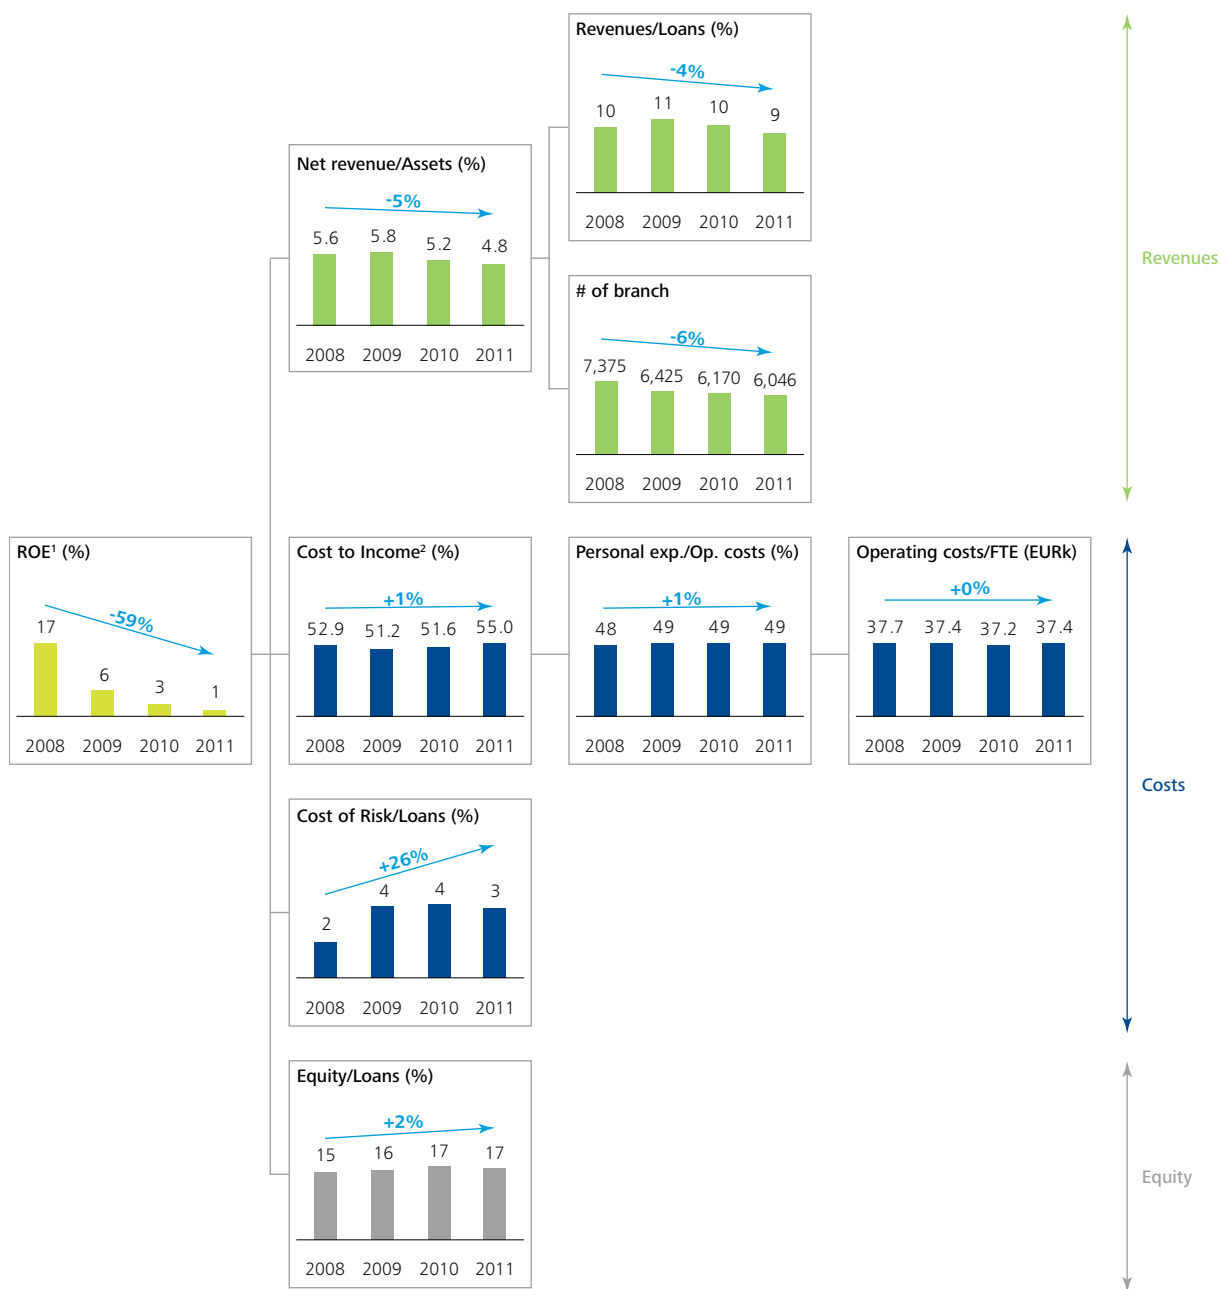 Revenues/Loans (%)
-4%
10 11 10 9
2008 2009 2010 2011
Net revenue/Assets (%)
-5%
5.6 5.8 5.2 4.8
2008 2009 2010 2011
# of branch
-6%
7,375 6,425 6,170 6,046
2008 2009 2010 2011
Revenues
ROE¹ (%)
-59%
17 6 3 1
2008 2009 2010 2011
Cost to Income² (%)
+1%
52.9 51.2 51.6 55.0
2008 2009 2010 2011
Personal exp./Op. costs (%)
+1%
48 49 49 49
2008 2009 2010 2011
Operating costs/FTE (EURk)
+0%
37.7 37.4 37.2 37.4
2008 2009 2010 2011
Cost of Risk/Loans (%)
+26%
2 4 4 3
2008 2009 2010 2011
Costs
Equity/Loans (%)
+2%
15 16 17 17
2008 2009 2010 2011
Equity